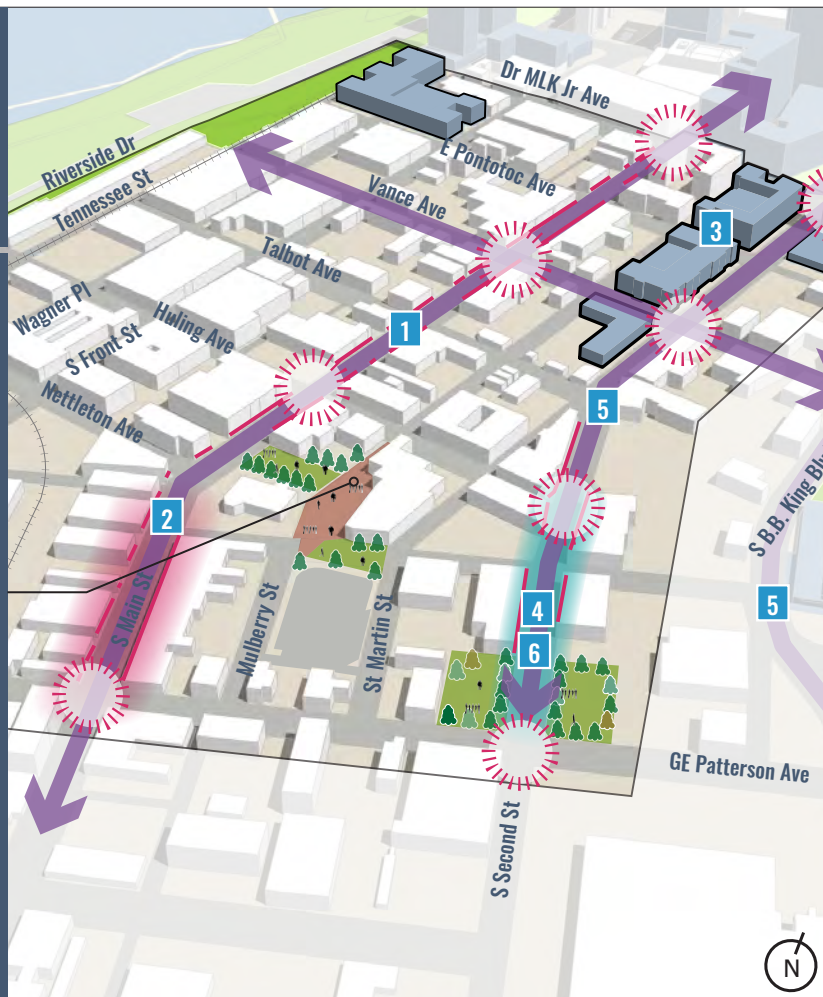 Dr MLK Jr Ave
Riverside Dr
E Pontotoc Ave
Tennessee St
Vance Ave
3
Talbot Ave
Wagner Pl
Huling Ave
1
S Front St
Nettleton Ave
5
2
S B.B. King Blv
S Main St
4
5
Mulberry St
St Martin St
6
GE Patterson Ave
S Second St
N